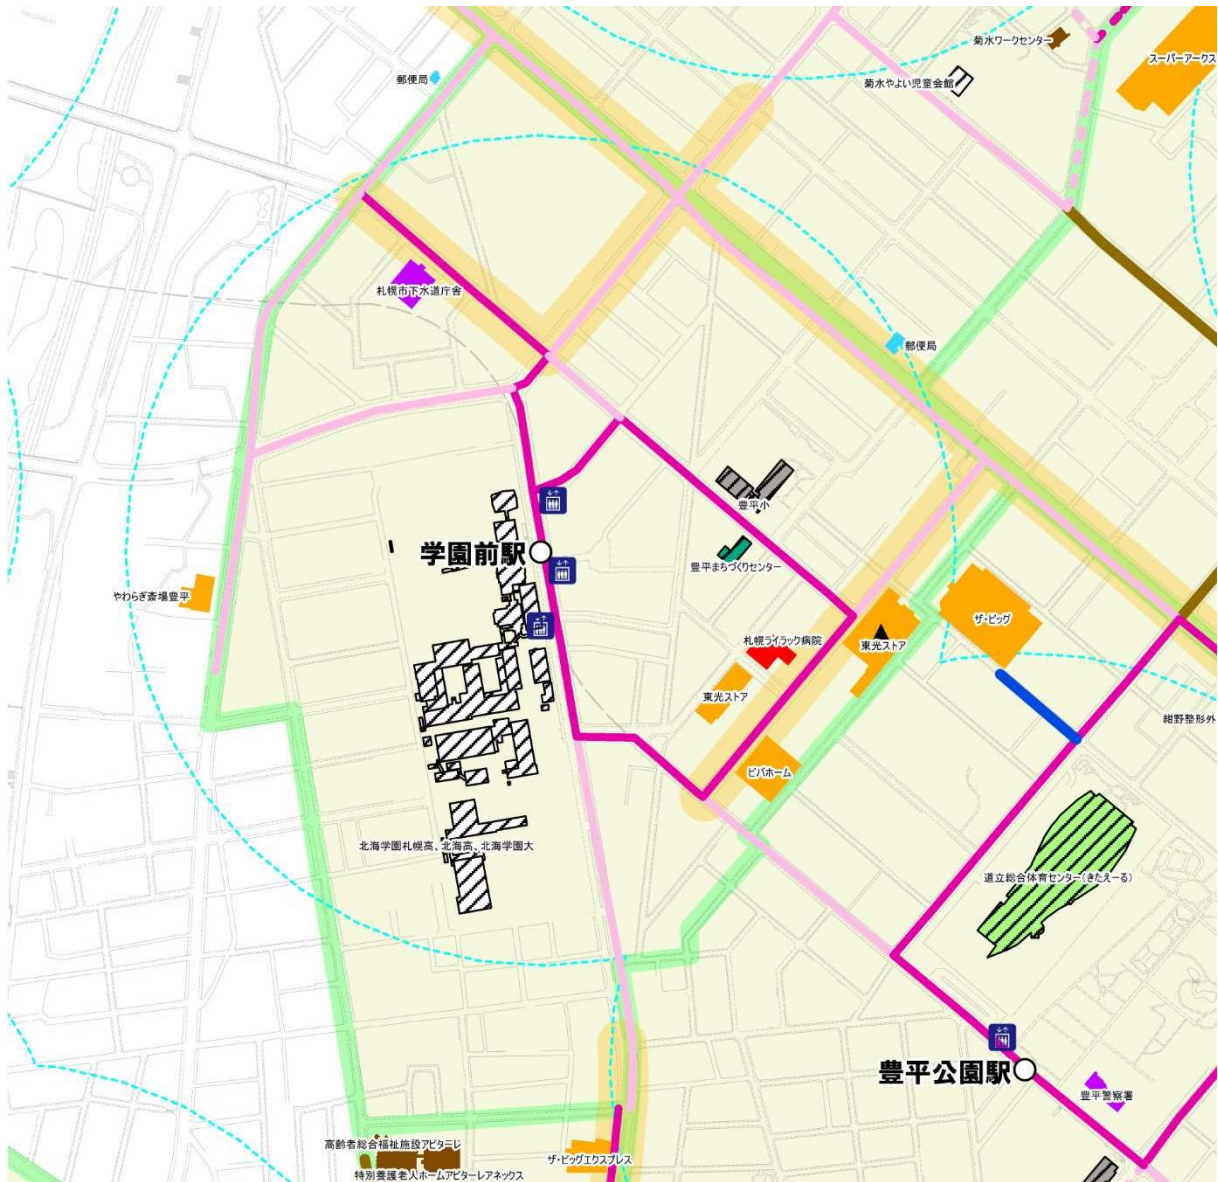 菊水ワークセンター
スーパーアークス
郵便局
菊水やよい児童会館
札幌市下水道庁舎
郵便局
豊平小
学園前駅
豊平まちづくりセンター
やわらぎ斎場豊平
ザ・ビッグ
札幌ライラック病院
東光ストア
東光ストア
紺野整形外
ビバホーム
北海学園札幌高、北海高、北海学園大
道立総合体育センター(きたえーる)
豊平公園駅
豊平警察署
高齢者総合福祉施設アビターレ
ザ・ビッグエクスプレス
特別養護老人ホームアビターレアネックス